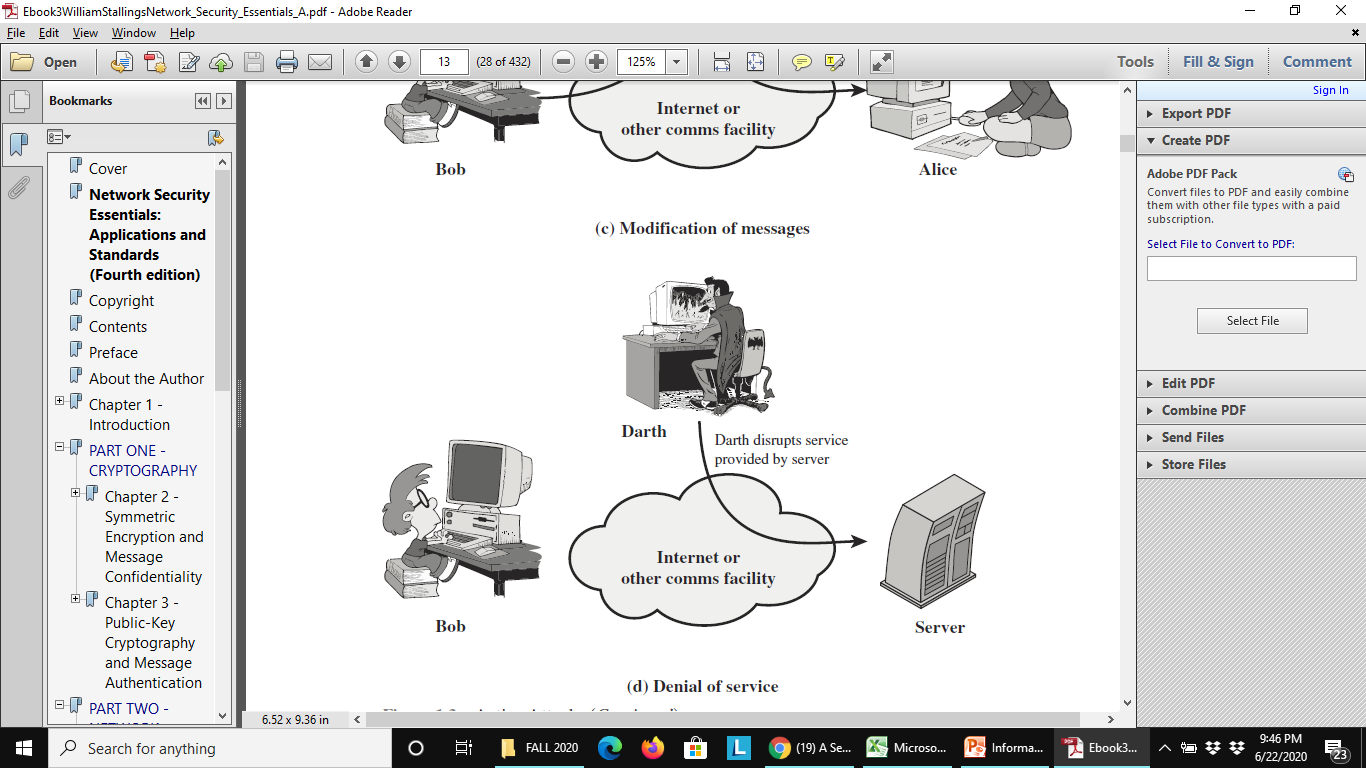 Ebook3WilliamStallingsNetwork_Security_Essentials_A.pdf - Adobe Reader
File Edit View Window Help
Open 13 (28 of 432) 125% Tools Fill & Sign Comment
Sign In
Bookmarks
Cover
Network Security
Essentials:
Applications and
Standards
(Fourth edition)
Copyright
Contents
Preface
About the Author
Chapter 1 -
Introduction
PART ONE -
CRYPTOGRAPHY
Chapter 2 -
Symmetric
Encryption and
Message
Confidentiality
Chapter 3 -
Public-Key
Cryptography
and Message
Authentication
PART TWO -
Internet or
other comms facility
Bob
Alice
(c) Modification of messages
Darth
Darth disrupts service
provided by server
Internet or
other comms facility
Bob
Server
(d) Denial of service
6.52 x 9.36 in
Export PDF
Create PDF
Adobe PDF Pack
Convert files to PDF and easily combine
them with other file types with a paid
subscription.
Select File to Convert to PDF:
Select File
Edit PDF
Combine PDF
Send Files
Store Files
Search for anything
FALL 2020
L
(19) A Se...
Microso...
Informa...
Ebook3...
9:46 PM
6/22/2020
23